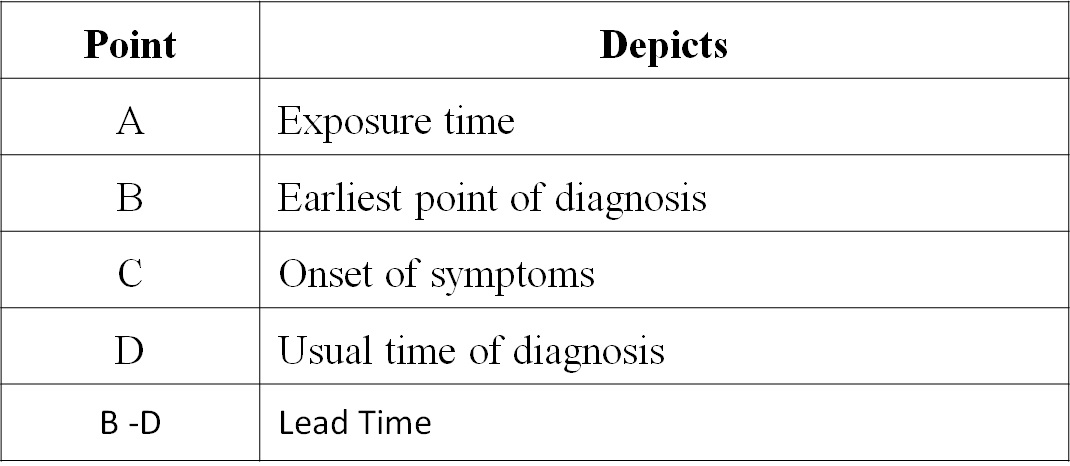 Point Depicts
A Exposure time
B Earliest point of diagnosis
C Onset of symptoms
D Usual time of diagnosis
B -D Lead Time